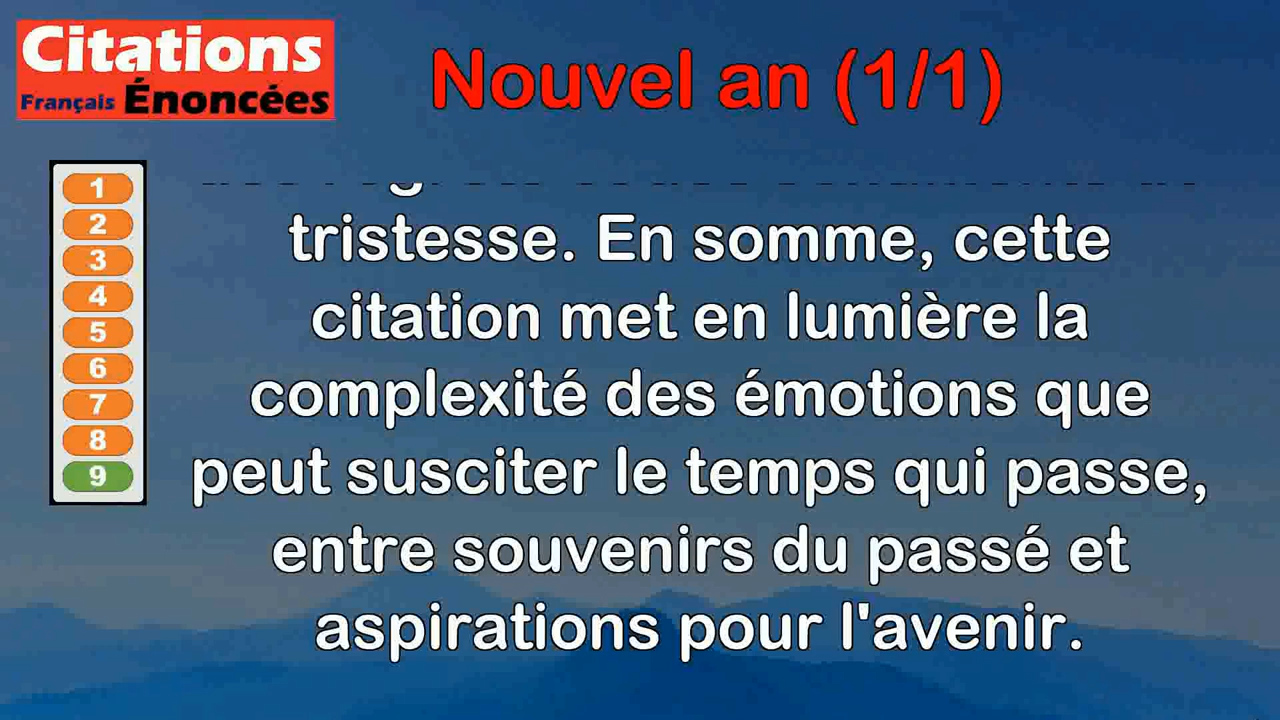 Citations
Français Énoncées
Nouvel an (1/1)
1
2
3
4
5
6
7
8
9
tristesse. En somme, cette
citation met en lumière la
complexité des émotions que
peut susciter le temps qui passe,
entre souvenirs du passé et
aspirations pour l'avenir.